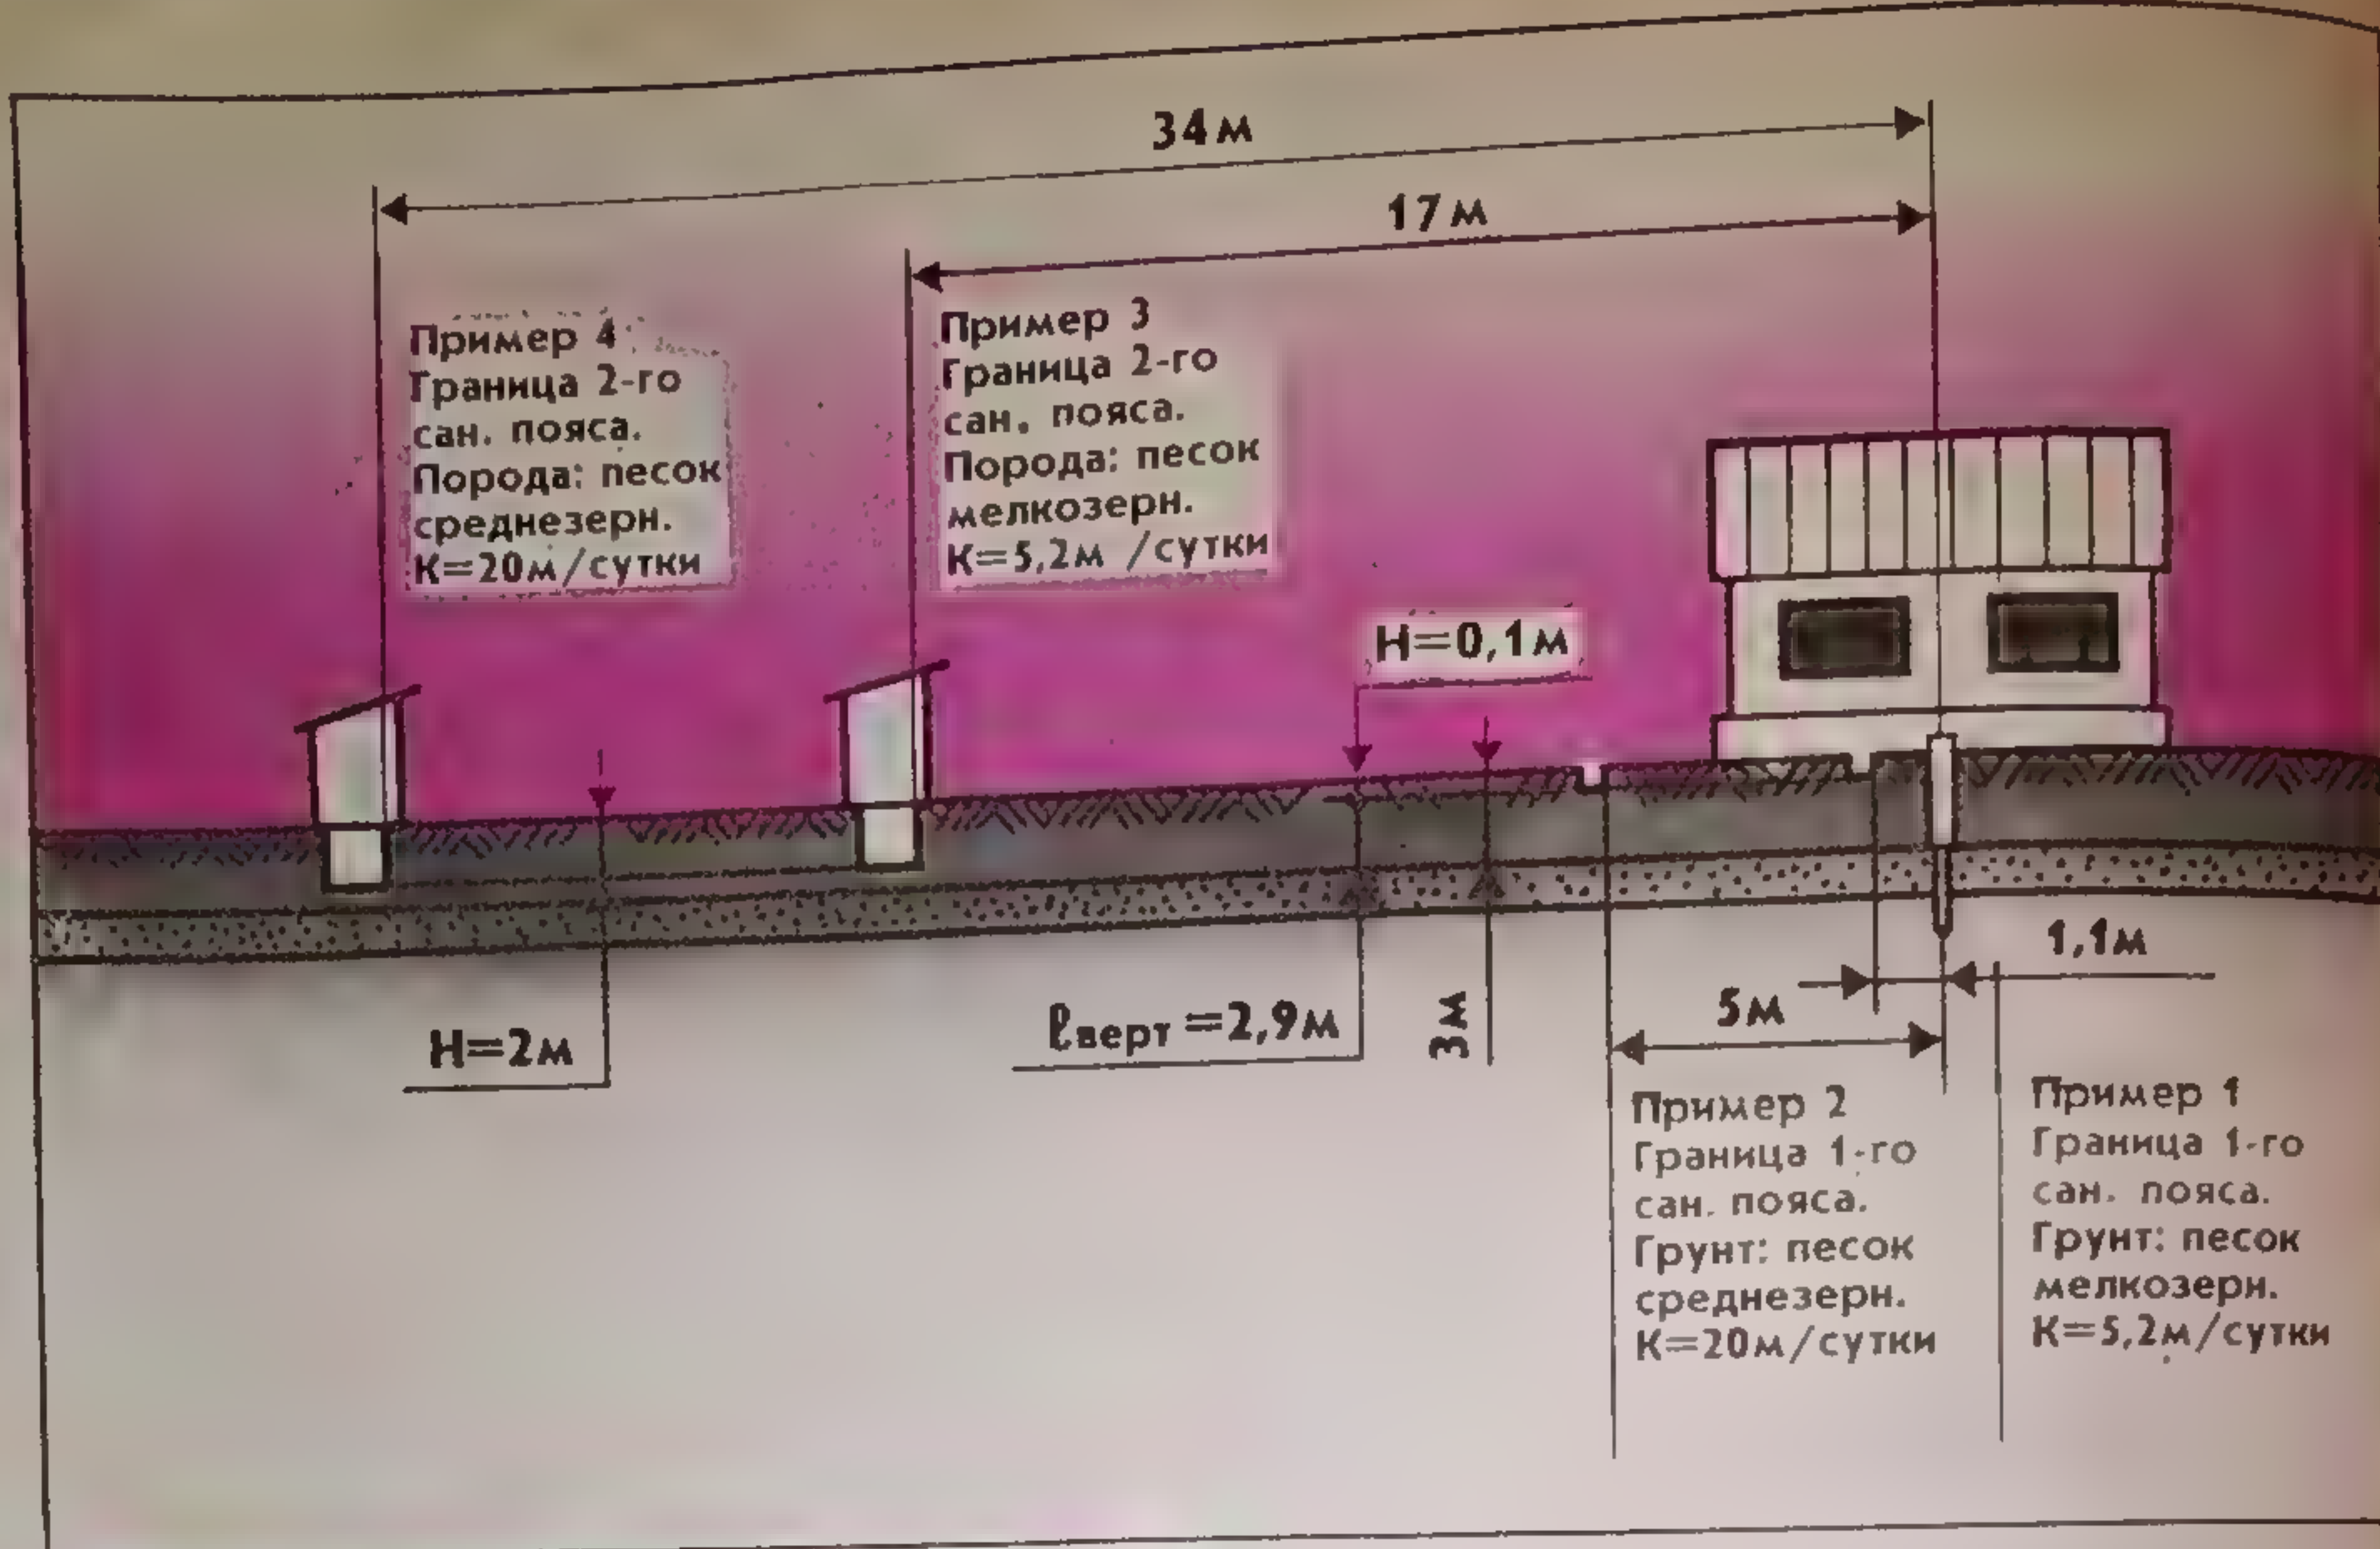 34м
17м
Пример 4
Граница 2-го
сан. пояса.
Порода: песок
среднезерн.
К=20м/сутки
Пример 3
Граница 2-го
сан. пояса.
Порода: песок
мелкозерн.
К=5,2м /сутки
Н=0,1м
Н=2м
ℓверт =2,9м
3м
5м
1,1м
Пример 2
Граница 1-го
сан. пояса.
Грунт: песок
среднезерн.
К=20м/сутки
Пример 1
Граница 1-го
сан. пояса.
Грунт: песок
мелкозерн.
К=5,2м/сутки